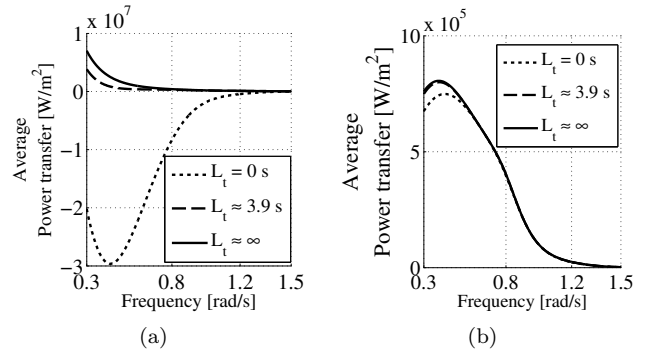 x 10^7
1
0
-1
-2
-3
0.3
0.8
1.2
1.5
Average
Power transfer [W/m^2]
Frequency [rad/s]
L_t = 0 s
L_t ≈ 3.9 s
L_t ≈ ∞
(a)
x 10^5
10
5
0
0.3
0.8
1.2
1.5
Average
Power transfer [W/m^2]
Frequency [rad/s]
L_t = 0 s
L_t ≈ 3.9 s
L_t ≈ ∞
(b)